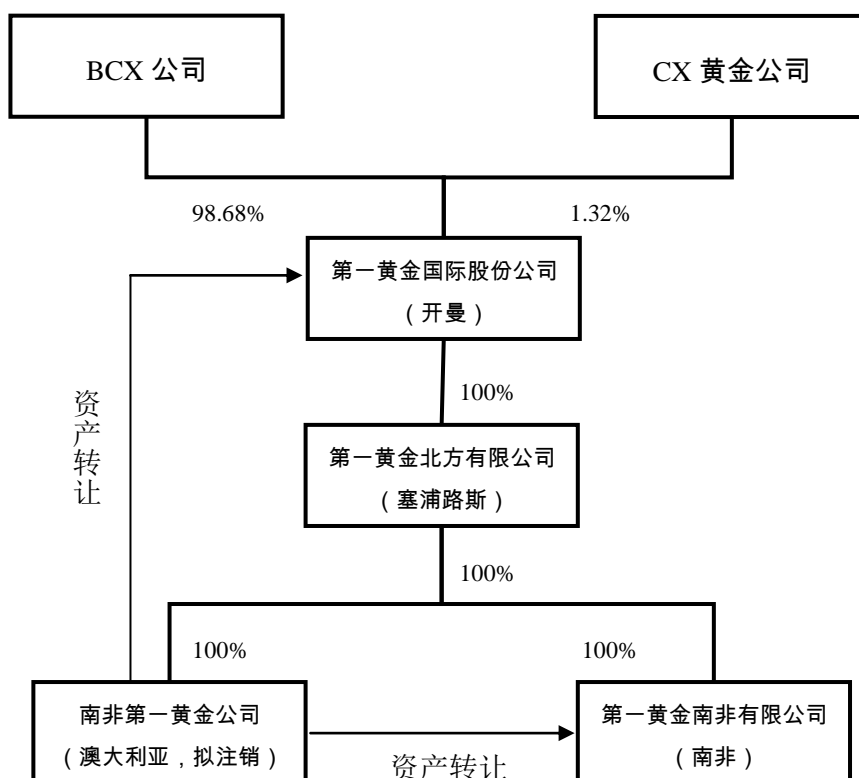 BCX 公司
CX 黄金公司
98.68%
1.32%
第一黄金国际股份公司
（开曼）
100%
资产转让
第一黄金北方有限公司
（塞浦路斯）
100%
100%
100%
南非第一黄金公司
（澳大利亚，拟注销）
第一黄金南非有限公司
（南非）
资产转让